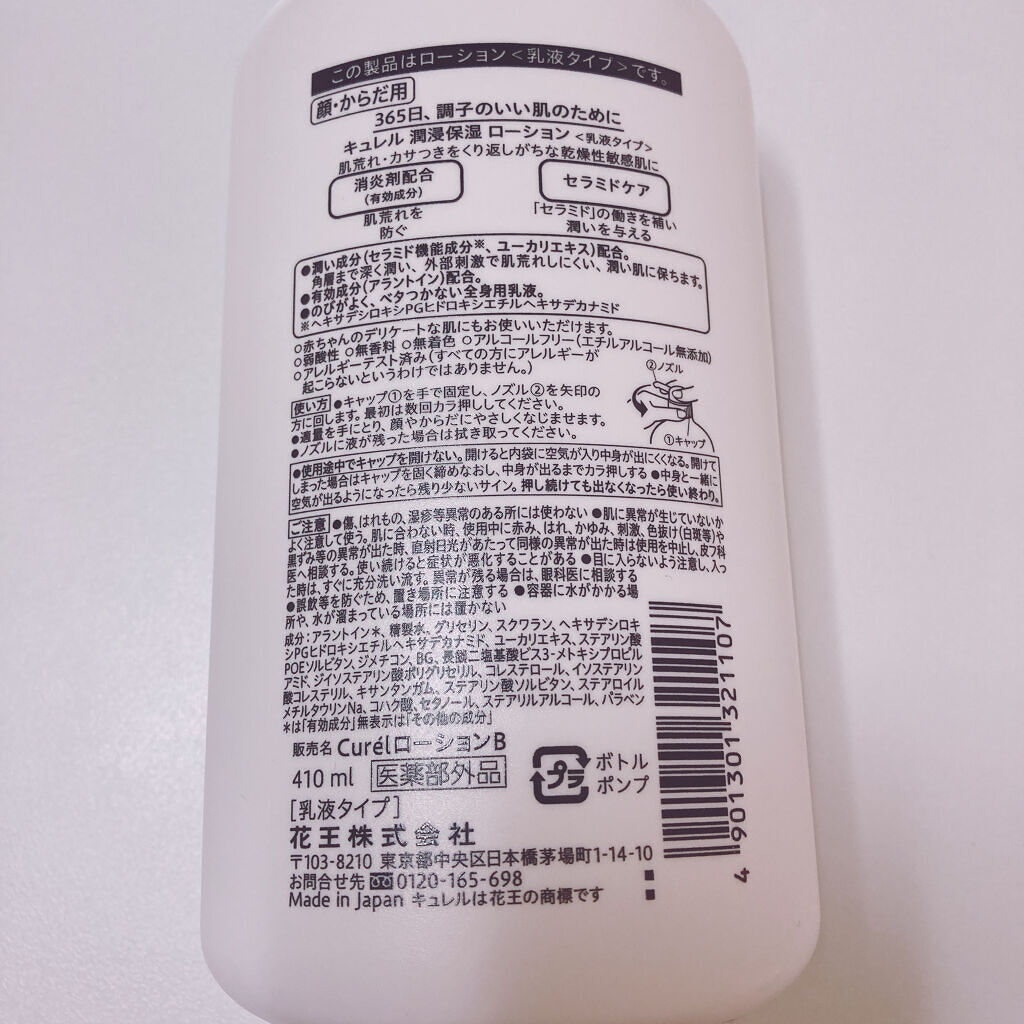 この製品はローション<乳液タイプ>です。
顔・からだ用
365日、調子のいい肌のために
キュレル 潤浸保湿 ローション <乳液タイプ>
肌荒れ・カサつきをくり返しがちな乾燥性敏感肌に
消炎剤配合
(有効成分)
肌荒れを
防ぐ
セラミドケア
「セラミド」の働きを補い
潤いを与える
●潤い成分(セラミド機能成分※、ユーカリエキス)配合。
角層まで深く潤い、外部刺激で肌荒れしにくい、潤い肌に保ちます。
●有効成分(アラントイン)配合。
●のびがよく、ベタつかない全身用乳液。
※ヘキサデシロキシPGヒドロキシエチルヘキサデカナミド
○赤ちゃんのデリケートな肌にもお使いいただけます。
○弱酸性 ○無香料 ○無着色 ○アルコールフリー(エチルアルコール無添加)
○アレルギーテスト済み(すべての方にアレルギーが
起こらないというわけではありません。)
使い方 ●キャップ①を手で固定し、ノズル②を矢印の
方に回します。最初は数回カラ押ししてください。
●適量を手にとり、顔やからだにやさしくなじませます。
●ノズルに液が残った場合は拭き取ってください。
②ノズル
①キャップ
●使用途中でキャップを開けない。開けると内袋に空気が入り中身が出にくくなる。開けて
しまった場合はキャップを固く締めなおし、中身が出るまでカラ押しする ●中身と一緒に
空気が出るようになったら残り少ないサイン。押し続けても出なくなったら使い終わり。
ご注意 ●傷、はれもの、湿疹等異常のある所には使わない ●肌に異常が生じていないか
よく注意して使う。肌に合わない時、使用中に赤み、はれ、かゆみ、刺激、色抜け(白斑等)や
黒ずみ等の異常が出た時、直射日光があたって同様の異常が出た時は使用を中止し、皮フ科
医へ相談する。使い続けると症状が悪化することがある ●目に入らないよう注意し、入っ
た時は、すぐに充分洗い流す。異常が残る場合は、眼科医に相談する
●誤飲等を防ぐため、置き場所に注意する ●容器に水がかかる場
所や、水が溜まっている場所には置かない
成分：アラントイン＊、精製水、グリセリン、スクワラン、ヘキサデシロキ
シPGヒドロキシエチルヘキサデカナミド、ユーカリエキス、ステアリン酸
POEソルビタン、ジメチコン、BG、長鎖二塩基酸ビス3-メトキシプロピル
アミド、ジイソステアリン酸ポリグリセリル、コレステロール、イソステアリン
酸コレステリル、キサンタンガム、ステアリン酸ソルビタン、ステアロイル
メチルタウリンNa、コハク酸、セタノール、ステアリルアルコール、パラベン
＊は「有効成分」無表示は「その他の成分」
販売名 CurélローションB
410 ml 医薬部外品
[乳液タイプ]
プラ
ボトル
ポンプ
花王株式会社
〒103-8210 東京都中央区日本橋茅場町1-14-10
お問合せ先 0120-165-698
Made in Japan キュレルは花王の商標です
4 901301 321107